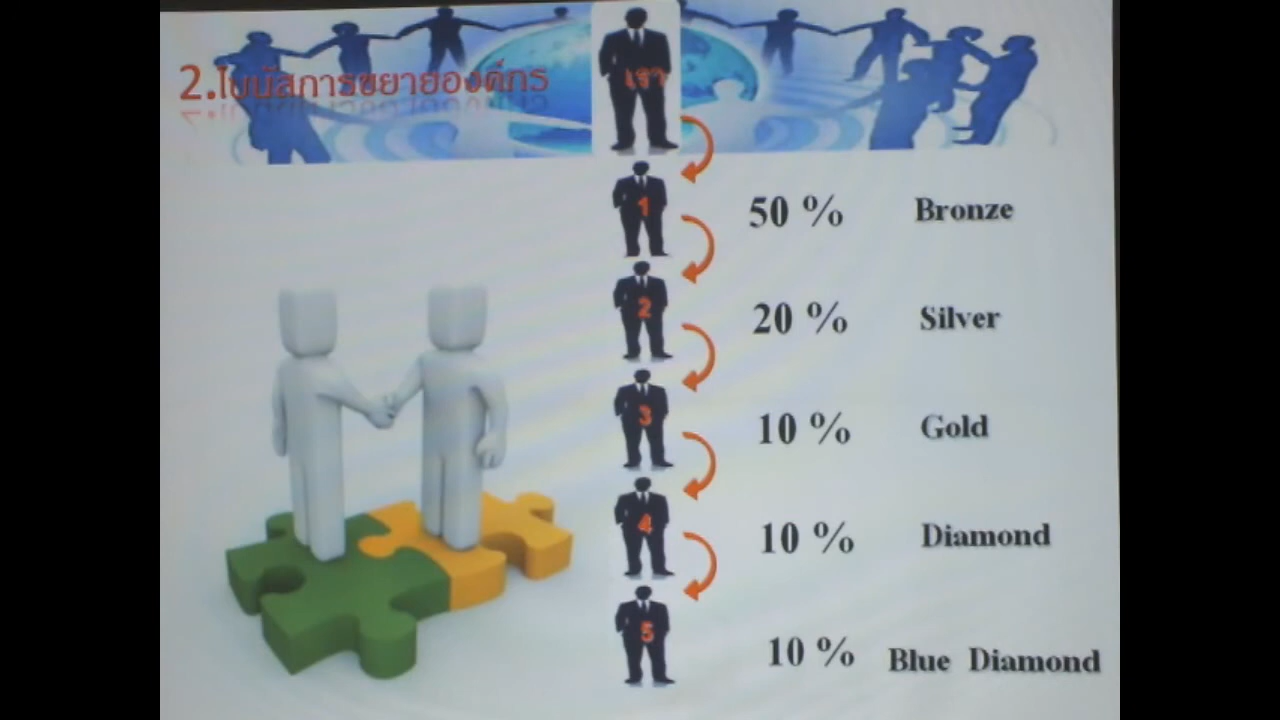 2.โบนัสการขยายองค์กร
เรา
1 50 % Bronze
2 20 % Silver
3 10 % Gold
4 10 % Diamond
5 10 % Blue Diamond